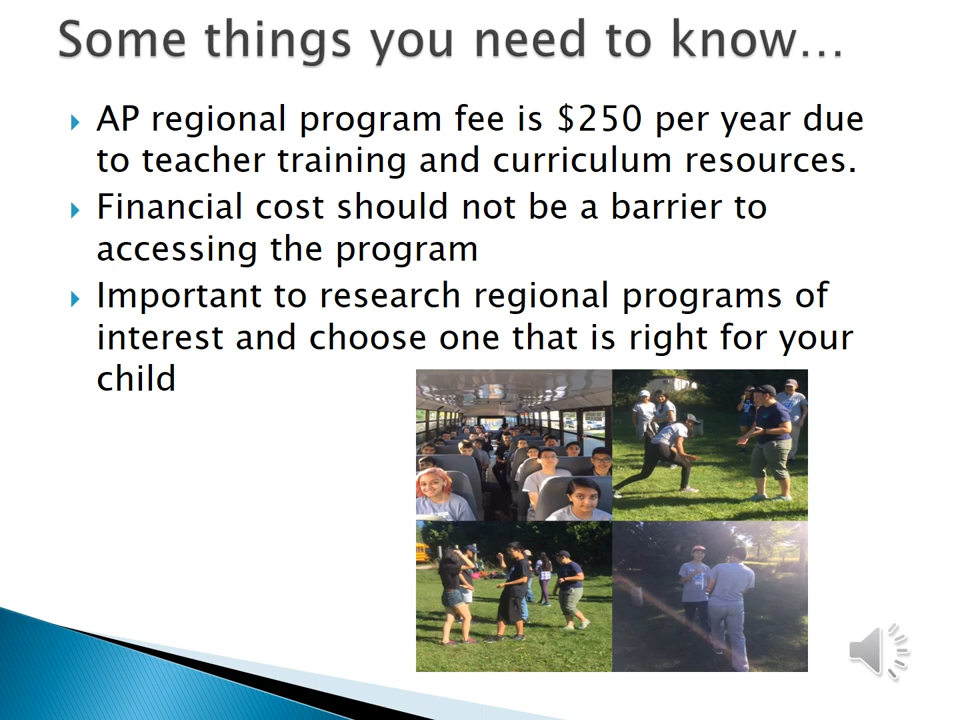 Some things you need to know…
AP regional program fee is $250 per year due
to teacher training and curriculum resources.
Financial cost should not be a barrier to
accessing the program
Important to research regional programs of
interest and choose one that is right for your
child